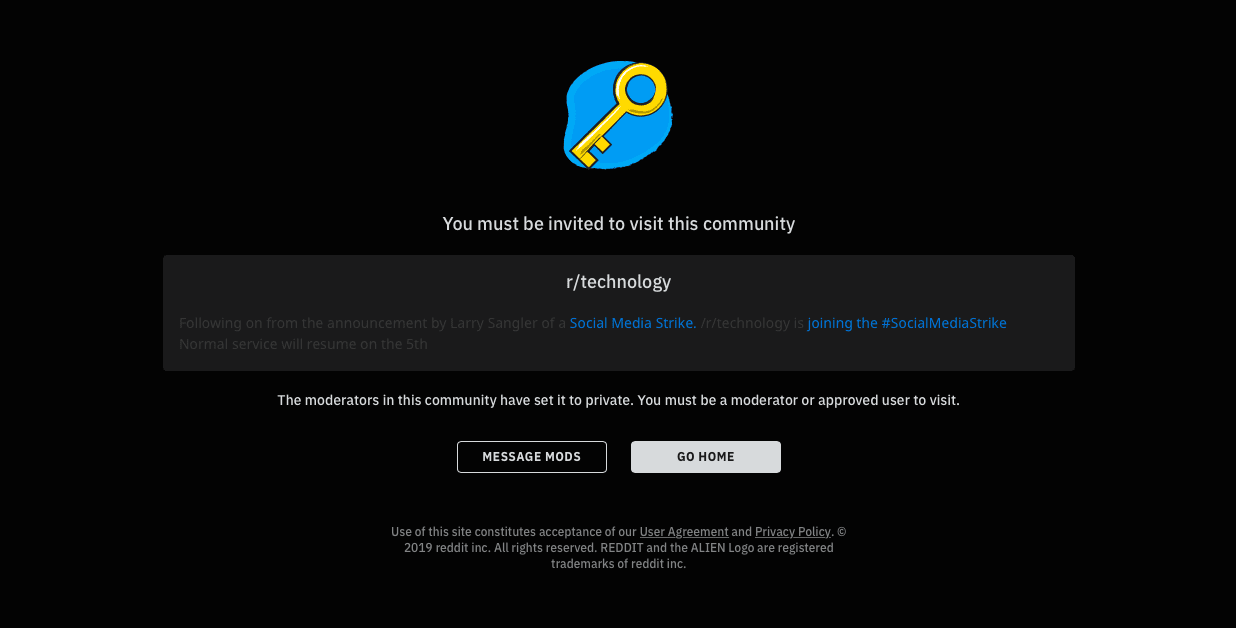 You must be invited to visit this community
r/technology
Following on from the announcement by Larry Sangler of a Social Media Strike. /r/technology is joining the #SocialMediaStrike
Normal service will resume on the 5th
The moderators in this community have set it to private. You must be a moderator or approved user to visit.
MESSAGE MODS
GO HOME
Use of this site constitutes acceptance of our User Agreement and Privacy Policy. ©
2019 reddit inc. All rights reserved. REDDIT and the ALIEN Logo are registered
trademarks of reddit inc.